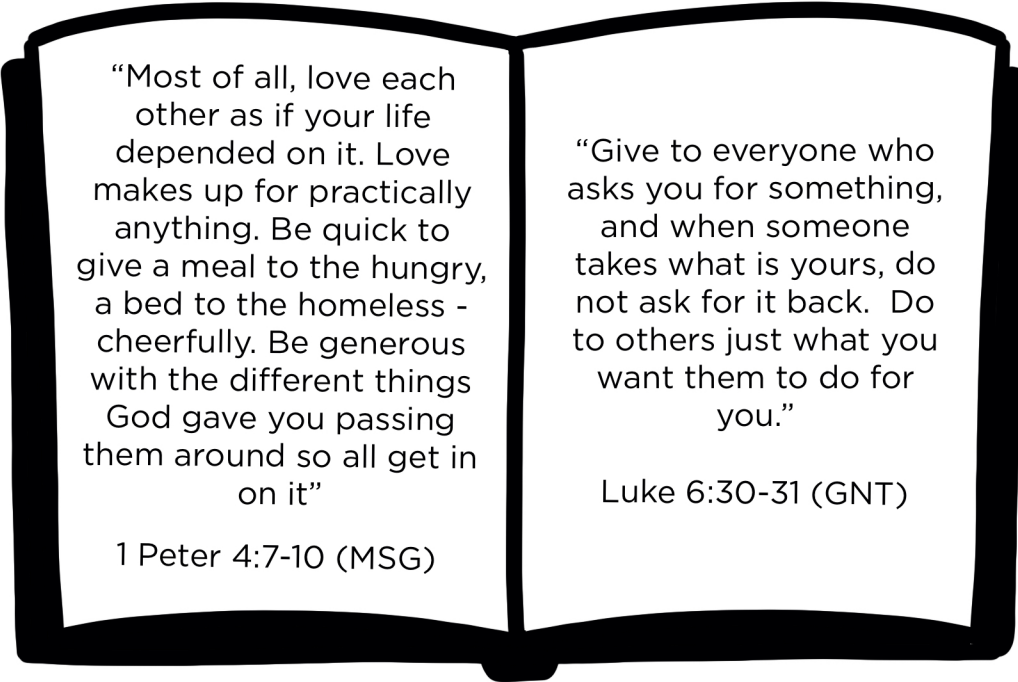 “Most of all, love each
other as if your life
depended on it. Love
makes up for practically
anything. Be quick to
give a meal to the hungry,
a bed to the homeless -
cheerfully. Be generous
with the different things
God gave you passing
them around so all get in
on it”
1 Peter 4:7-10 (MSG)
“Give to everyone who
asks you for something,
and when someone
takes what is yours, do
not ask for it back.  Do
to others just what you
want them to do for
you.”
Luke 6:30-31 (GNT)